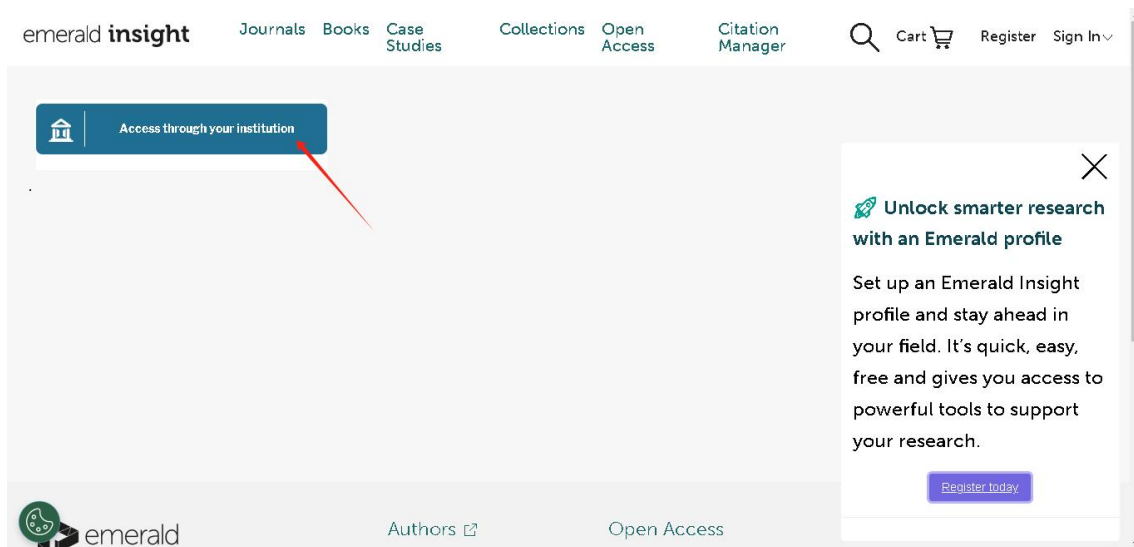 emerald insight
Journals
Books
Case
Studies
Collections
Open
Access
Citation
Manager
Cart
Register
Sign In
Access through your institution
.
Unlock smarter research
with an Emerald profile
Set up an Emerald Insight
profile and stay ahead in
your field. It's quick, easy,
free and gives you access to
powerful tools to support
your research.
Register today
emerald
Authors
Open Access